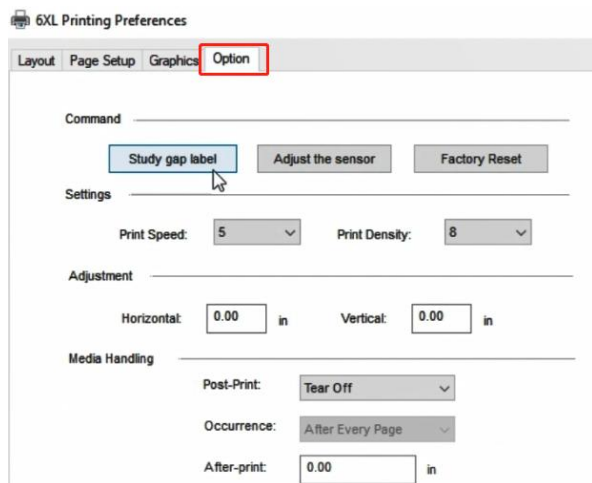 6XL Printing Preferences
Layout Page Setup Graphics Option
Command
Study gap label Adjust the sensor Factory Reset
Settings
Print Speed: 5 Print Density: 8
Adjustment
Horizontal: 0.00 in Vertical: 0.00 in
Media Handling
Post-Print: Tear Off
Occurrence: After Every Page
After-print: 0.00 in